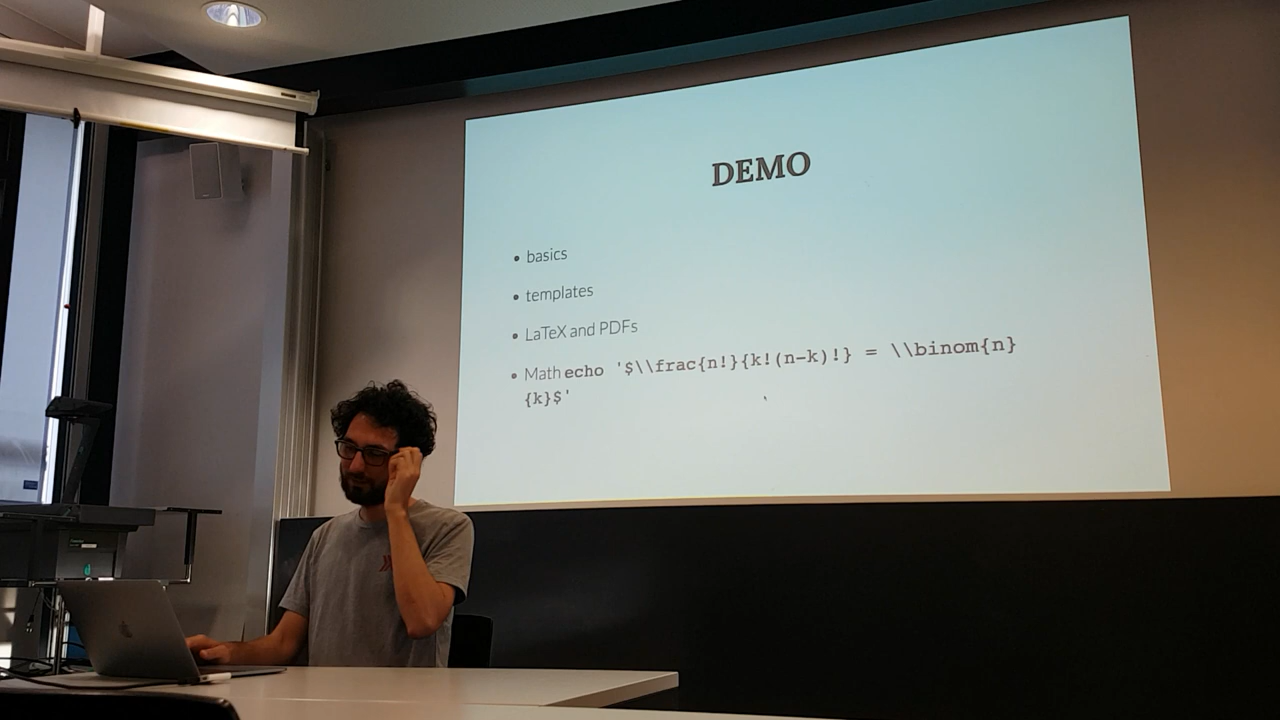 DEMO
basics
templates
LaTeX and PDFs
Math echo '$\\frac{n!}{k!(n-k)!} = \\binom{n}
{k}$'